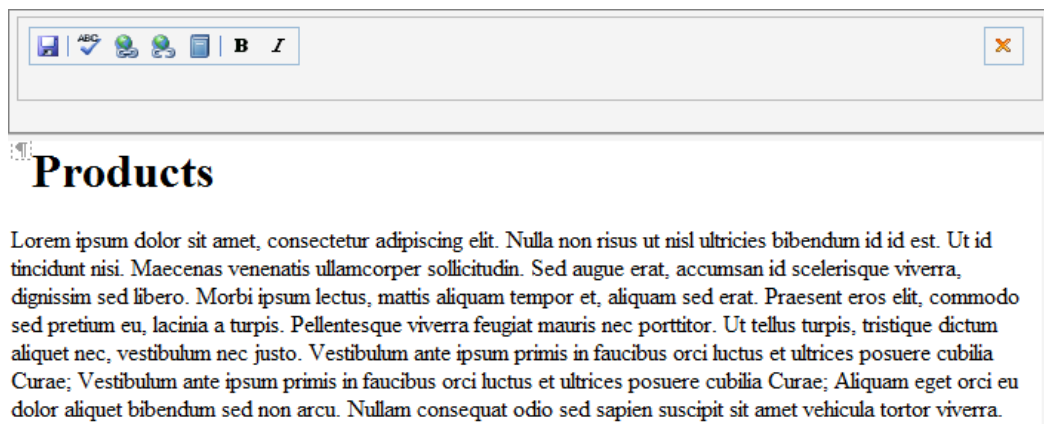 ABC B I
¶
Products
Lorem ipsum dolor sit amet, consectetur adipiscing elit. Nulla non risus ut nisl ultricies bibendum id id est. Ut id
tincidunt nisi. Maecenas venenatis ullamcorper sollicitudin. Sed augue erat, accumsan id scelerisque viverra,
dignissim sed libero. Morbi ipsum lectus, mattis aliquam tempor et, aliquam sed erat. Praesent eros elit, commodo
sed pretium eu, lacinia a turpis. Pellentesque viverra feugiat mauris nec porttitor. Ut tellus turpis, tristique dictum
aliquet nec, vestibulum nec justo. Vestibulum ante ipsum primis in faucibus orci luctus et ultrices posuere cubilia
Curae; Vestibulum ante ipsum primis in faucibus orci luctus et ultrices posuere cubilia Curae; Aliquam eget orci eu
dolor aliquet bibendum sed non arcu. Nullam consequat odio sed sapien suscipit sit amet vehicula tortor viverra.